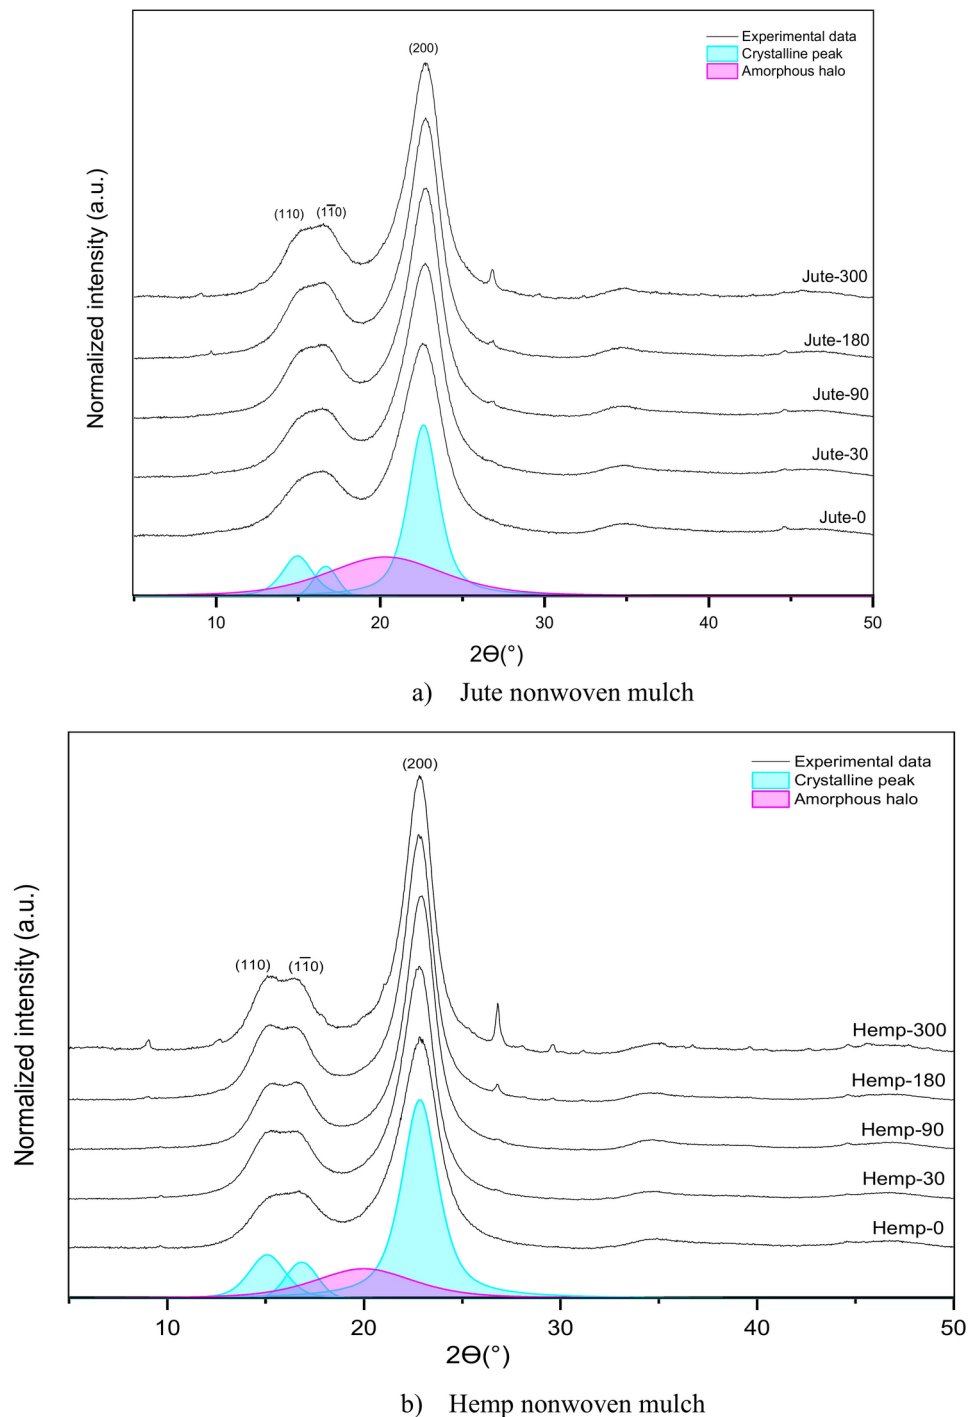 Experimental data
Crystalline peak
Amorphous halo
(200)
(110)
(11̅0)
Normalized intensity (a.u.)
Jute-300
Jute-180
Jute-90
Jute-30
Jute-0
10 20 30 40 50
2Ɵ(°)
a) Jute nonwoven mulch
Experimental data
Crystalline peak
Amorphous halo
(200)
(110)
(11̅0)
Normalized intensity (a.u.)
Hemp-300
Hemp-180
Hemp-90
Hemp-30
Hemp-0
10 20 30 40 50
2Ɵ(°)
b) Hemp nonwoven mulch